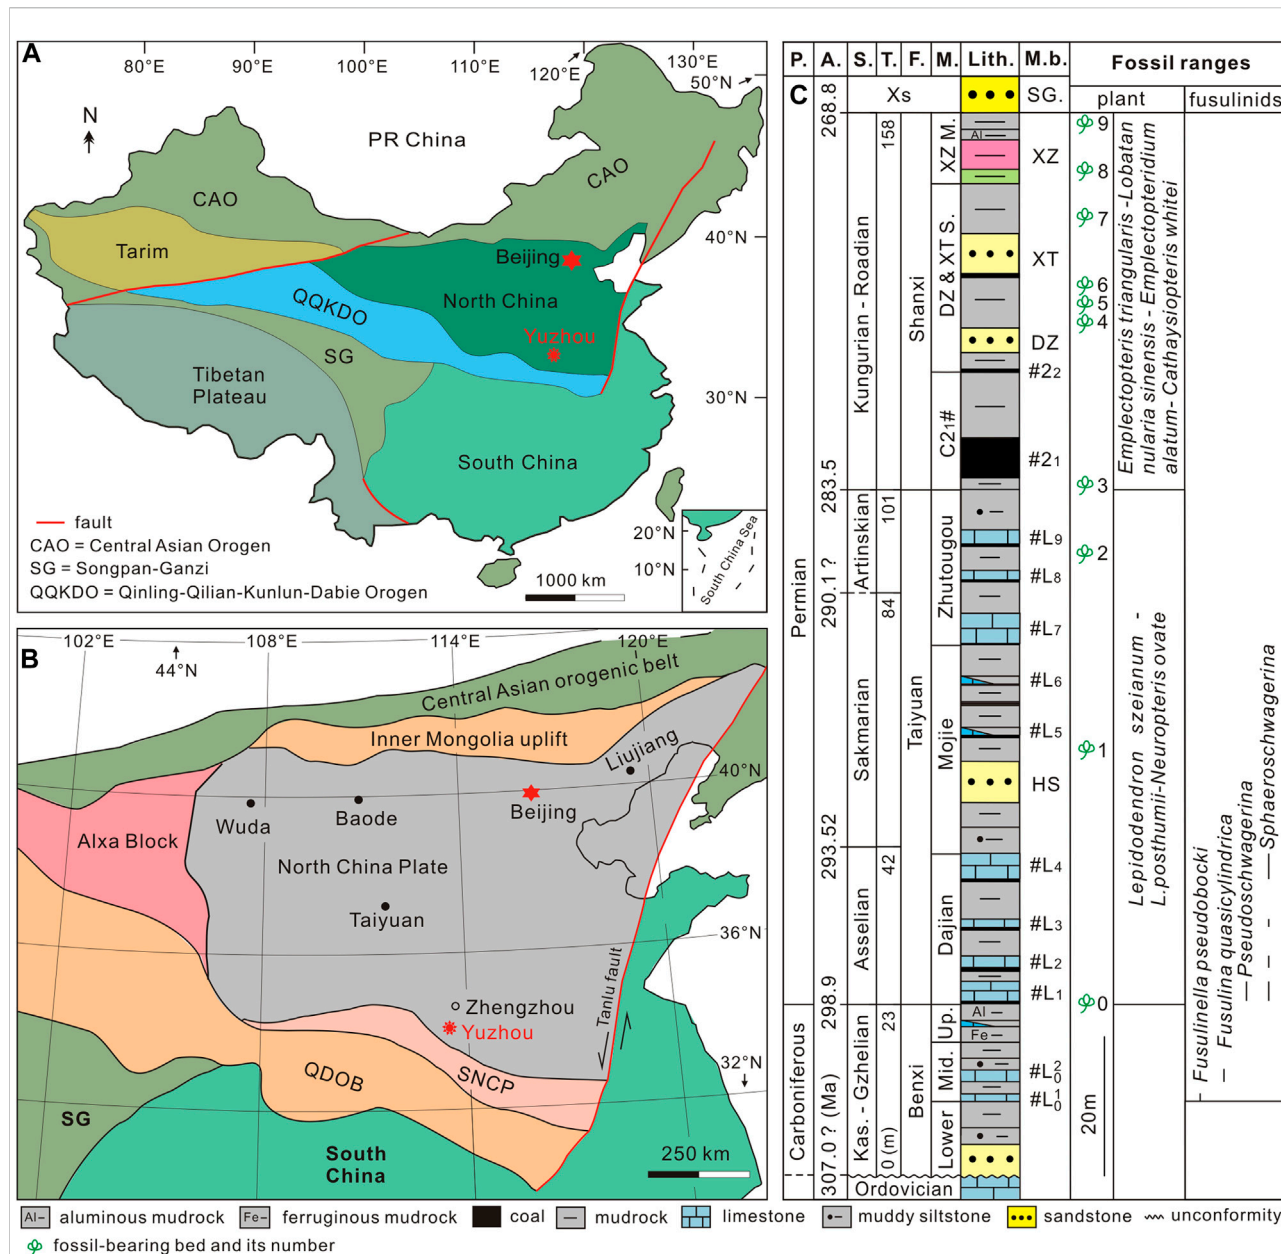 A
80°E
90°E
100°E
110°E
120°E
130°E
50°N
N
PR China
CAO
CAO
Tarim
40°N
Beijing
QQKDO
North China
Yuzhou
SG
Tibetan
Plateau
30°N
South China
fault
CAO = Central Asian Orogen
SG = Songpan-Ganzi
QQKDO = Qinling-Qilian-Kunlun-Dabie Orogen
1000 km
20°N
10°N
South China Sea
B
102°E
44°N
108°E
114°E
120°E
Central Asian orogenic belt
Inner Mongolia uplift
Liujiang
40°N
Beijing
Wuda
Baode
Alxa Block
North China Plate
Taiyuan
36°N
Tanlu fault
Zhengzhou
Yuzhou
SNCP
QDOB
32°N
SG
South
China
250 km
C
P. A. S. T. F. M. Lith. M.b. Fossil ranges
plant fusulinids
Xs SG.
268.8
283.5
290.1 ?
293.52
298.9
307.0 ? (Ma)
Permian
Carboniferous
Kungurian - Roadian
Artinskian
Sakmarian
Asselian
Kas. - Gzhelian
Ordovician
158
101
84
42
23
0 (m)
Shanxi
Taiyuan
Benxi
XZ M.
DZ & XT S.
C21#
Zhutougou
Mojie
Dajian
Up.
Mid.
Lower
Al
Al
Fe
XZ
XT
DZ
#22
#21
#L9
#L8
#L7
#L6
#L5
HS
#L4
#L3
#L2
#L1
#L²0
#L¹0
9
8
7
6
5
4
3
2
1
0
20m
Emplectopteris triangularis -Lobatan
nularia sinensis - Emplectopteridium
alatum- Cathaysiopteris whitei
Lepidodendron szeianum -
L.posthumii-Neuropteris ovate
Fusulinella pseudobocki
Fusulina quasicylindrica
Pseudoschwagerina
Sphaeroschwagerina
Al– aluminous mudrock Fe– ferruginous mudrock coal mudrock limestone muddy siltstone sandstone unconformity
fossil-bearing bed and its number